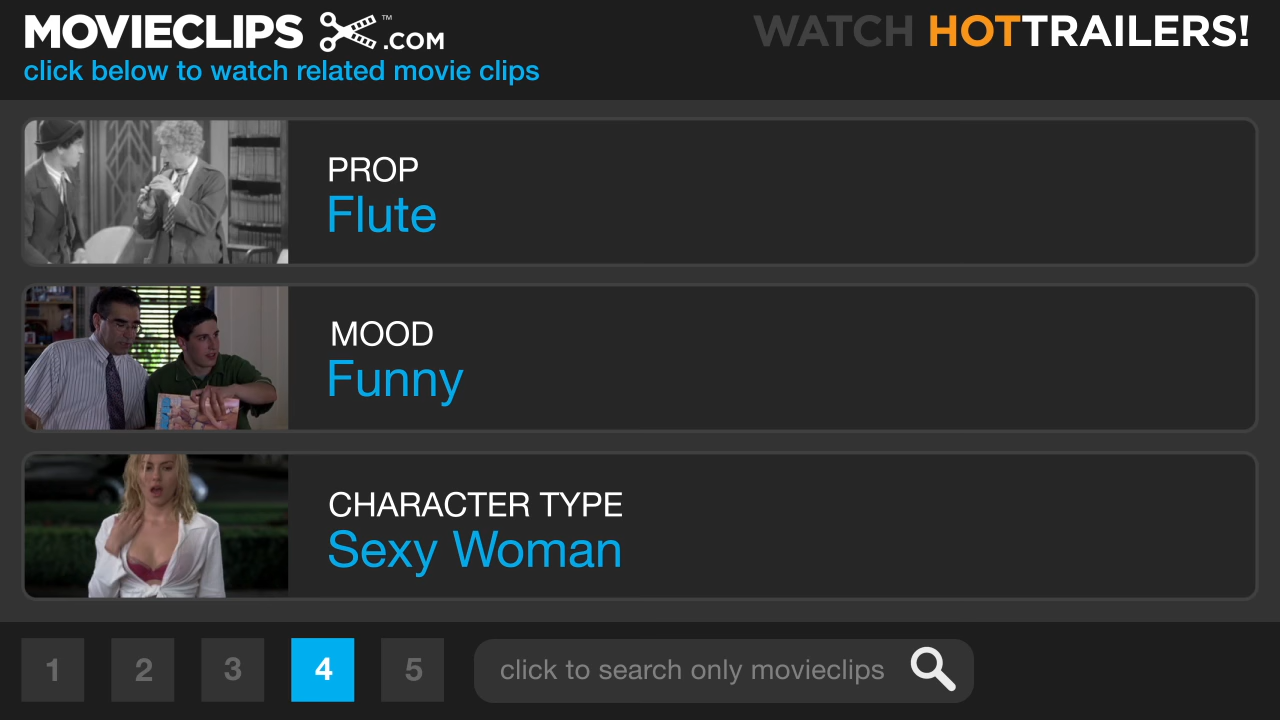 MOVIECLIPS ™ .COM
WATCH HOTTRAILERS!
click below to watch related movie clips
PROP
Flute
MOOD
Funny
CHARACTER TYPE
Sexy Woman
1 2 3 4 5
click to search only movieclips